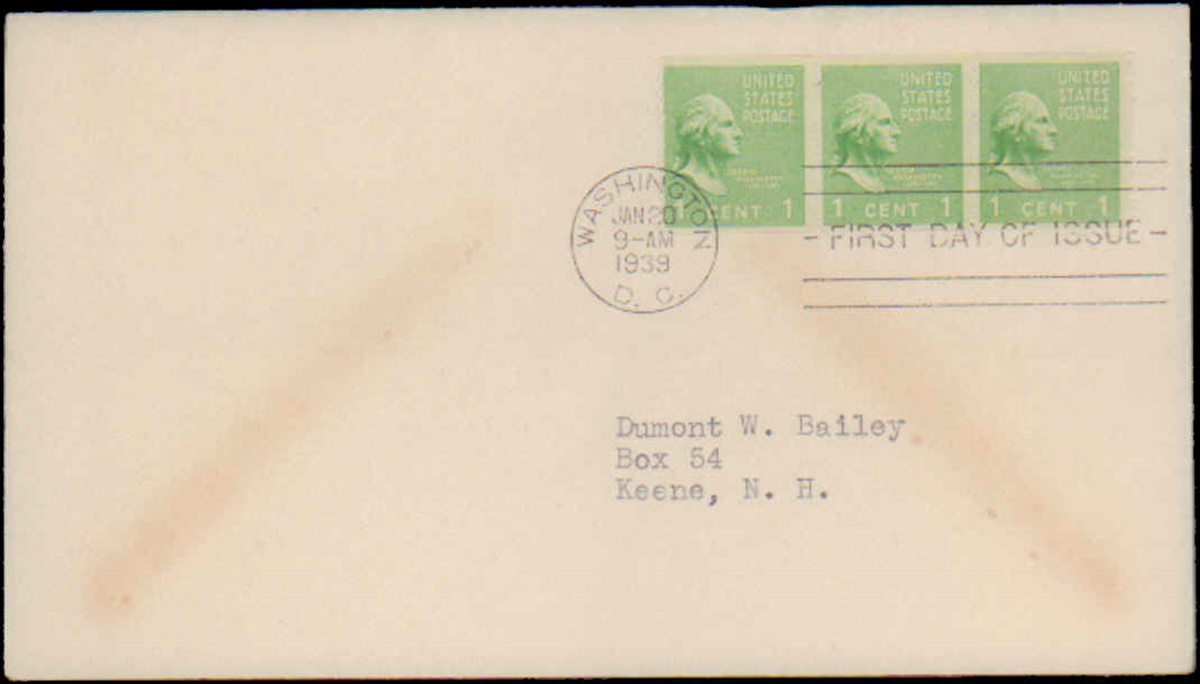 UNITED
STATES
POSTAGE
1 CENT 1
UNITED
STATES
POSTAGE
1 CENT 1
UNITED
STATES
POSTAGE
1 CENT 1
WASHINGTON
JAN 20
9-AM
1939
D. C.
- FIRST DAY OF ISSUE -
Dumont W. Bailey
Box 54
Keene, N. H.